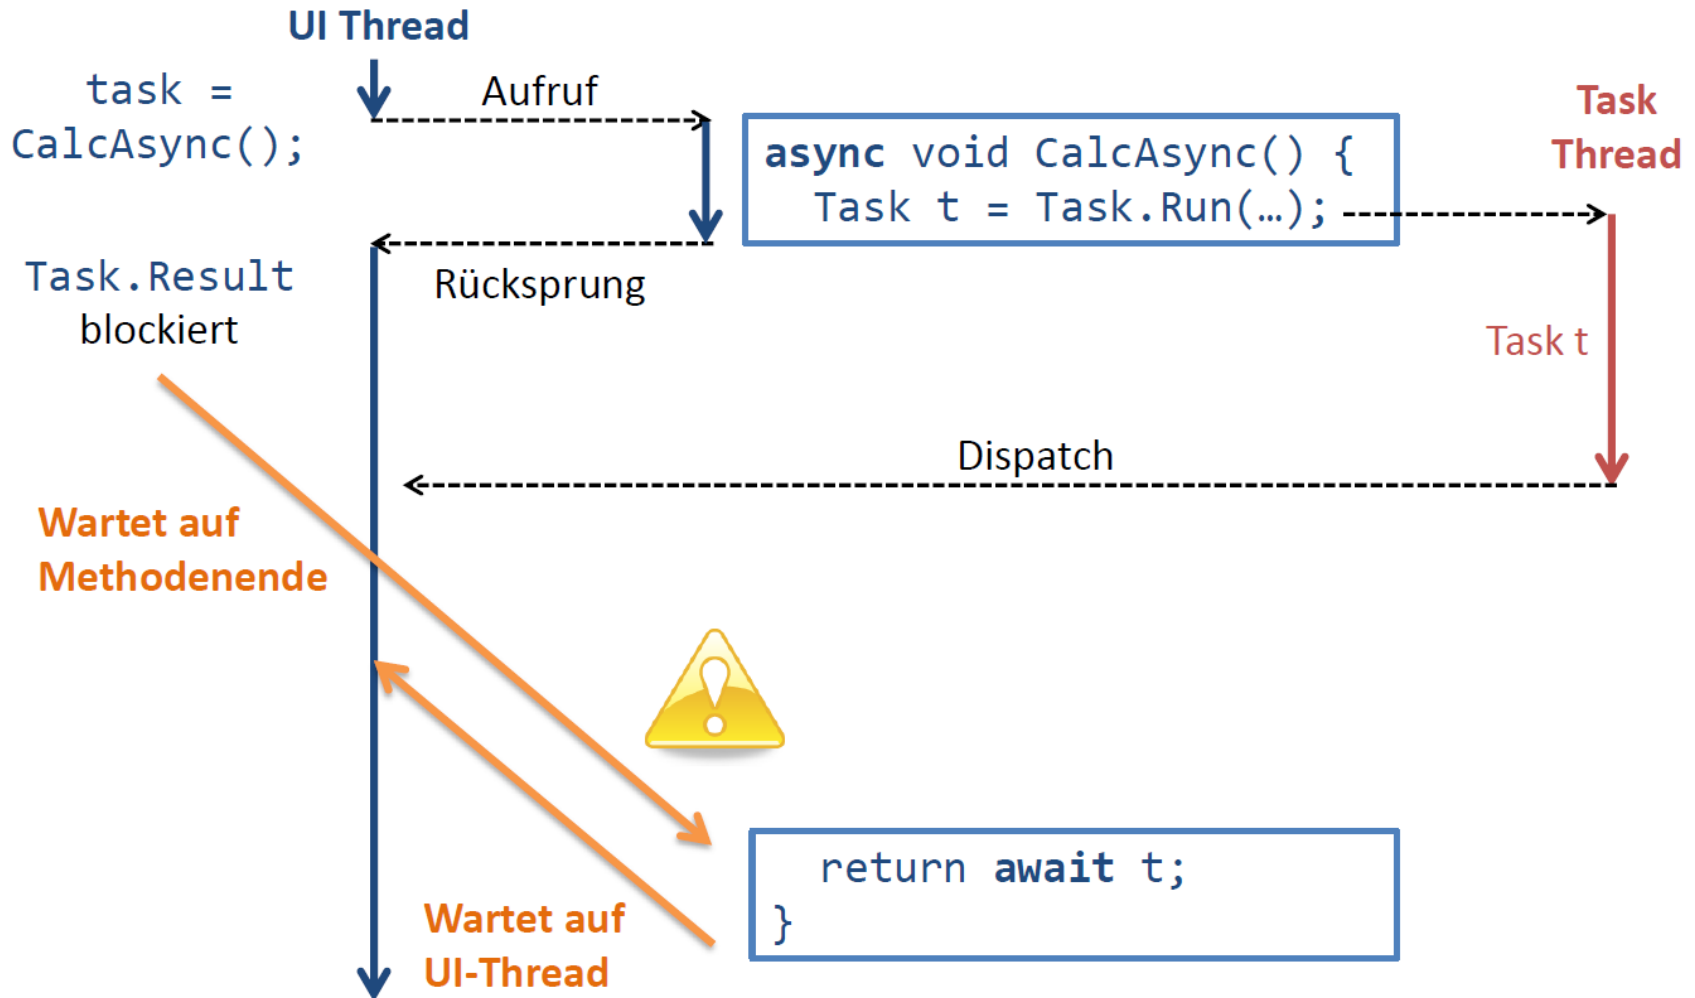 UI Thread
task =
CalcAsync();
Aufruf
async void CalcAsync() {
Task t = Task.Run(…);
Task
Thread
Rücksprung
Task.Result
blockiert
Task t
Dispatch
Wartet auf
Methodenende
return await t;
}
Wartet auf
UI-Thread